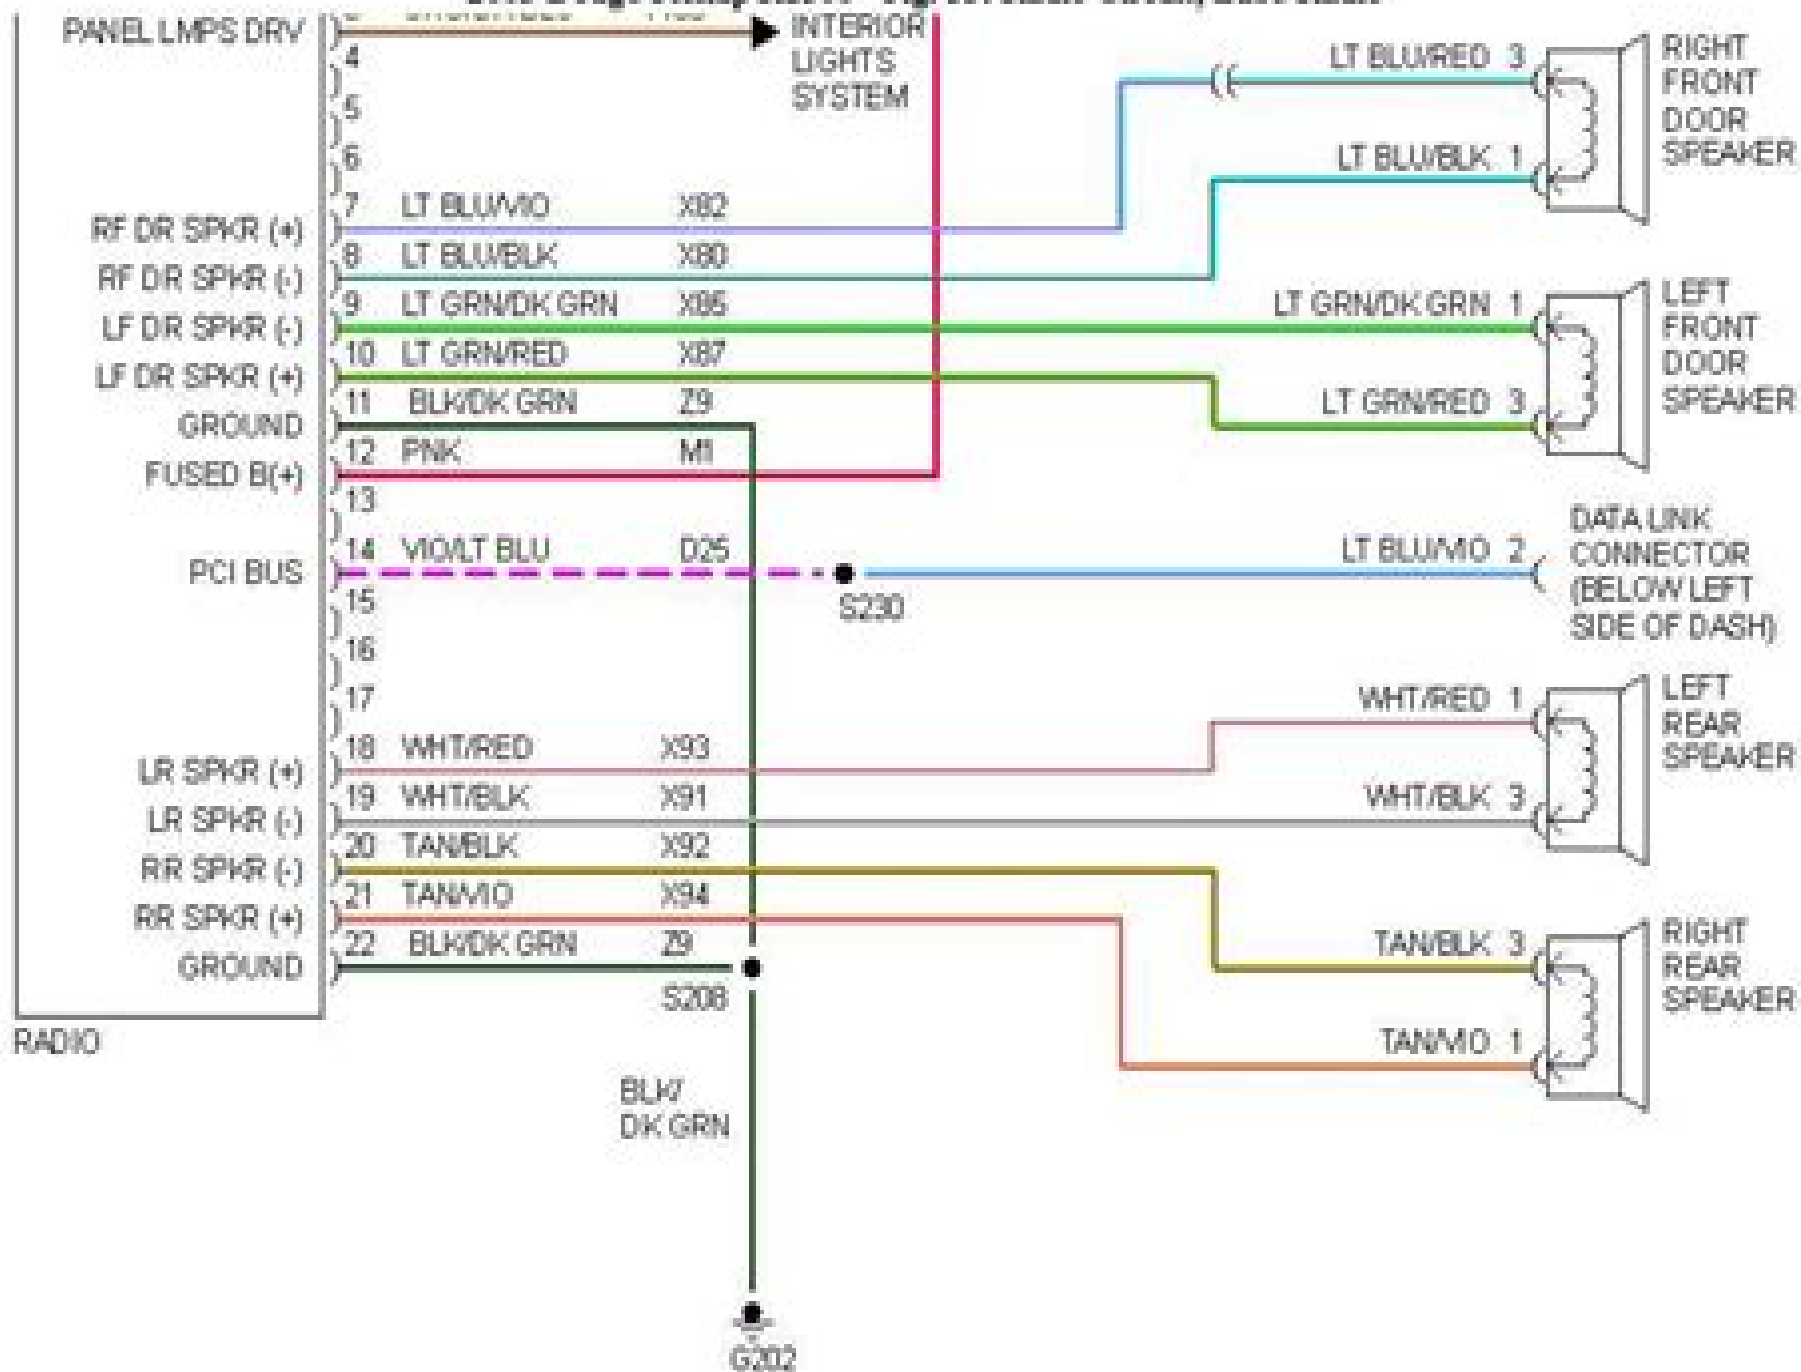 PANEL LMPS DRV
INTERIOR
LIGHTS
SYSTEM
4
5
6
7 LT BLU/VIO X82
RF DR SPKR (+)
8 LT BLU/BLK X80
RF DR SPKR (-)
9 LT GRN/DK GRN X85
LF DR SPKR (-)
10 LT GRN/RED X87
LF DR SPKR (+)
11 BLK/DK GRN Z9
GROUND
12 PNK M1
FUSED B(+)
13
14 VIO/LT BLU D25
PCI BUS
S230
15
16
17
18 WHT/RED X93
LR SPKR (+)
19 WHT/BLK X91
LR SPKR (-)
20 TAN/BLK X92
RR SPKR (-)
21 TAN/VIO X94
RR SPKR (+)
22 BLK/DK GRN Z9
GROUND
S208
RADIO
BLK/
DK GRN
G202
LT BLU/RED 3
LT BLU/BLK 1
RIGHT
FRONT
DOOR
SPEAKER
LT GRN/DK GRN 1
LT GRN/RED 3
LEFT
FRONT
DOOR
SPEAKER
LT BLU/VIO 2
DATA LINK
CONNECTOR
(BELOW LEFT
SIDE OF DASH)
WHT/RED 1
WHT/BLK 3
LEFT
REAR
SPEAKER
TAN/BLK 3
TAN/VIO 1
RIGHT
REAR
SPEAKER